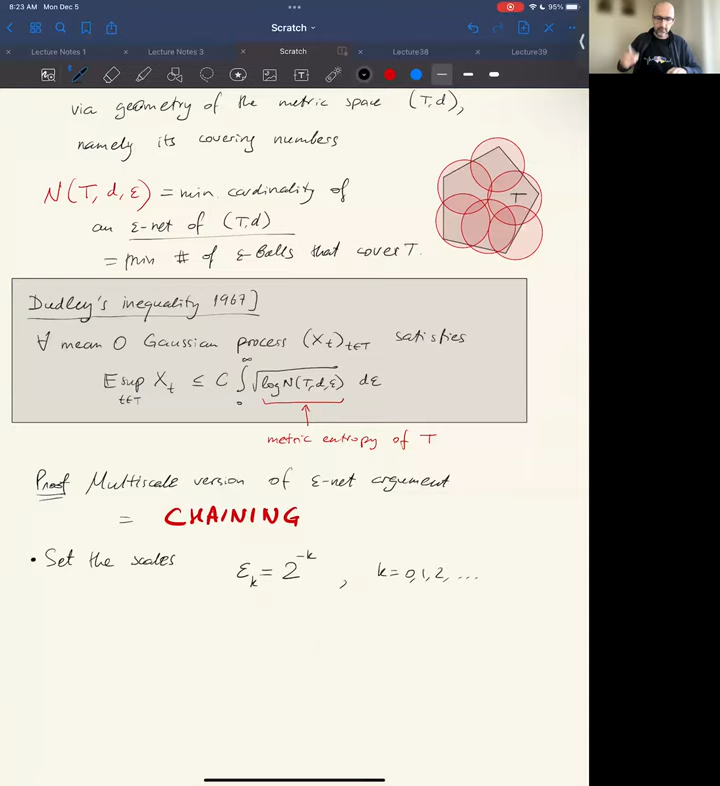 8:23 AM Mon Dec 5
95%
Scratch
Lecture Notes 1
Lecture Notes 3
Scratch
Lecture38
Lecture39
via geometry of the metric space (T,d),
namely its covering numbers
N(T,d,ε) = min. cardinality of
an ε-net of (T,d)
= min # of ε-balls that cover T.
T
Dudley's inequality 1967]
∀ mean 0 Gaussian process (X_t)_{t∈T} satisfies
E sup_{t∈T} X_t ≤ C ∫_0^∞ √(log N(T,d,ε)) dε
metric entropy of T
Proof Multiscale version of ε-net argument
= CHAINING
• Set the scales ε_k = 2^{-k}, k=0,1,2,...